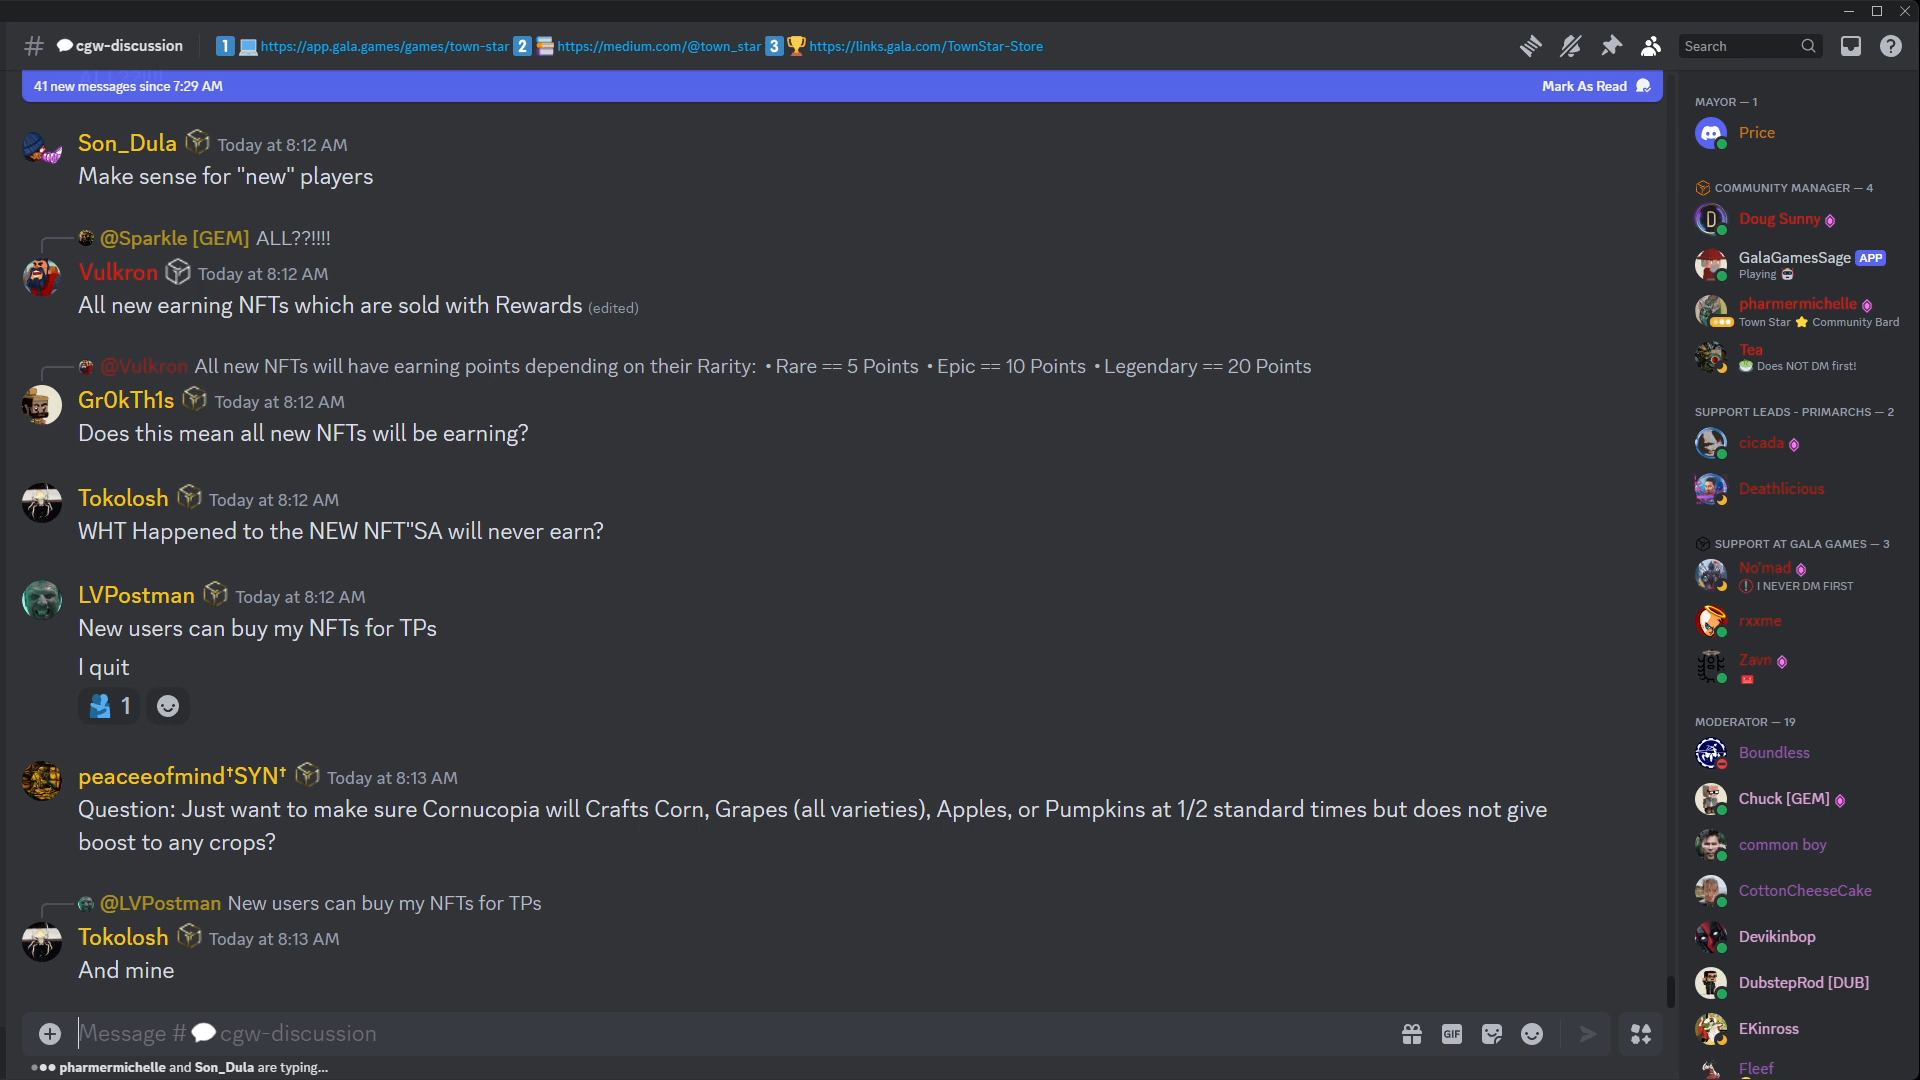 cgw-discussion
1 https://app.gala.games/games/town-star 2 https://medium.com/@town_star 3 https://links.gala.com/TownStar-Store
Search
41 new messages since 7:29 AM
Mark As Read
Son_Dula Today at 8:12 AM
Make sense for "new" players
@Sparkle [GEM] ALL??!!!!
Vulkron Today at 8:12 AM
All new earning NFTs which are sold with Rewards (edited)
@Vulkron All new NFTs will have earning points depending on their Rarity: • Rare == 5 Points • Epic == 10 Points • Legendary == 20 Points
Gr0kTh1s Today at 8:12 AM
Does this mean all new NFTs will be earning?
Tokolosh Today at 8:12 AM
WHT Happened to the NEW NFT"SA will never earn?
LVPostman Today at 8:12 AM
New users can buy my NFTs for TPs
I quit
1
peaceeofmind†SYN† Today at 8:13 AM
Question: Just want to make sure Cornucopia will Crafts Corn, Grapes (all varieties), Apples, or Pumpkins at 1/2 standard times but does not give
boost to any crops?
@LVPostman New users can buy my NFTs for TPs
Tokolosh Today at 8:13 AM
And mine
Message # cgw-discussion
GIF
pharmermichelle and Son_Dula are typing...
MAYOR — 1
Price
COMMUNITY MANAGER — 4
Doug Sunny
GalaGamesSage APP
Playing
pharmermichelle
Town Star Community Bard
Tea
Does NOT DM first!
SUPPORT LEADS - PRIMARCHS — 2
cicada
Deathlicious
SUPPORT AT GALA GAMES — 3
No'mad
I NEVER DM FIRST
rxxme
Zavn
MODERATOR — 19
Boundless
Chuck [GEM]
common boy
CottonCheeseCake
Devikinbop
DubstepRod [DUB]
EKinross
Fleef